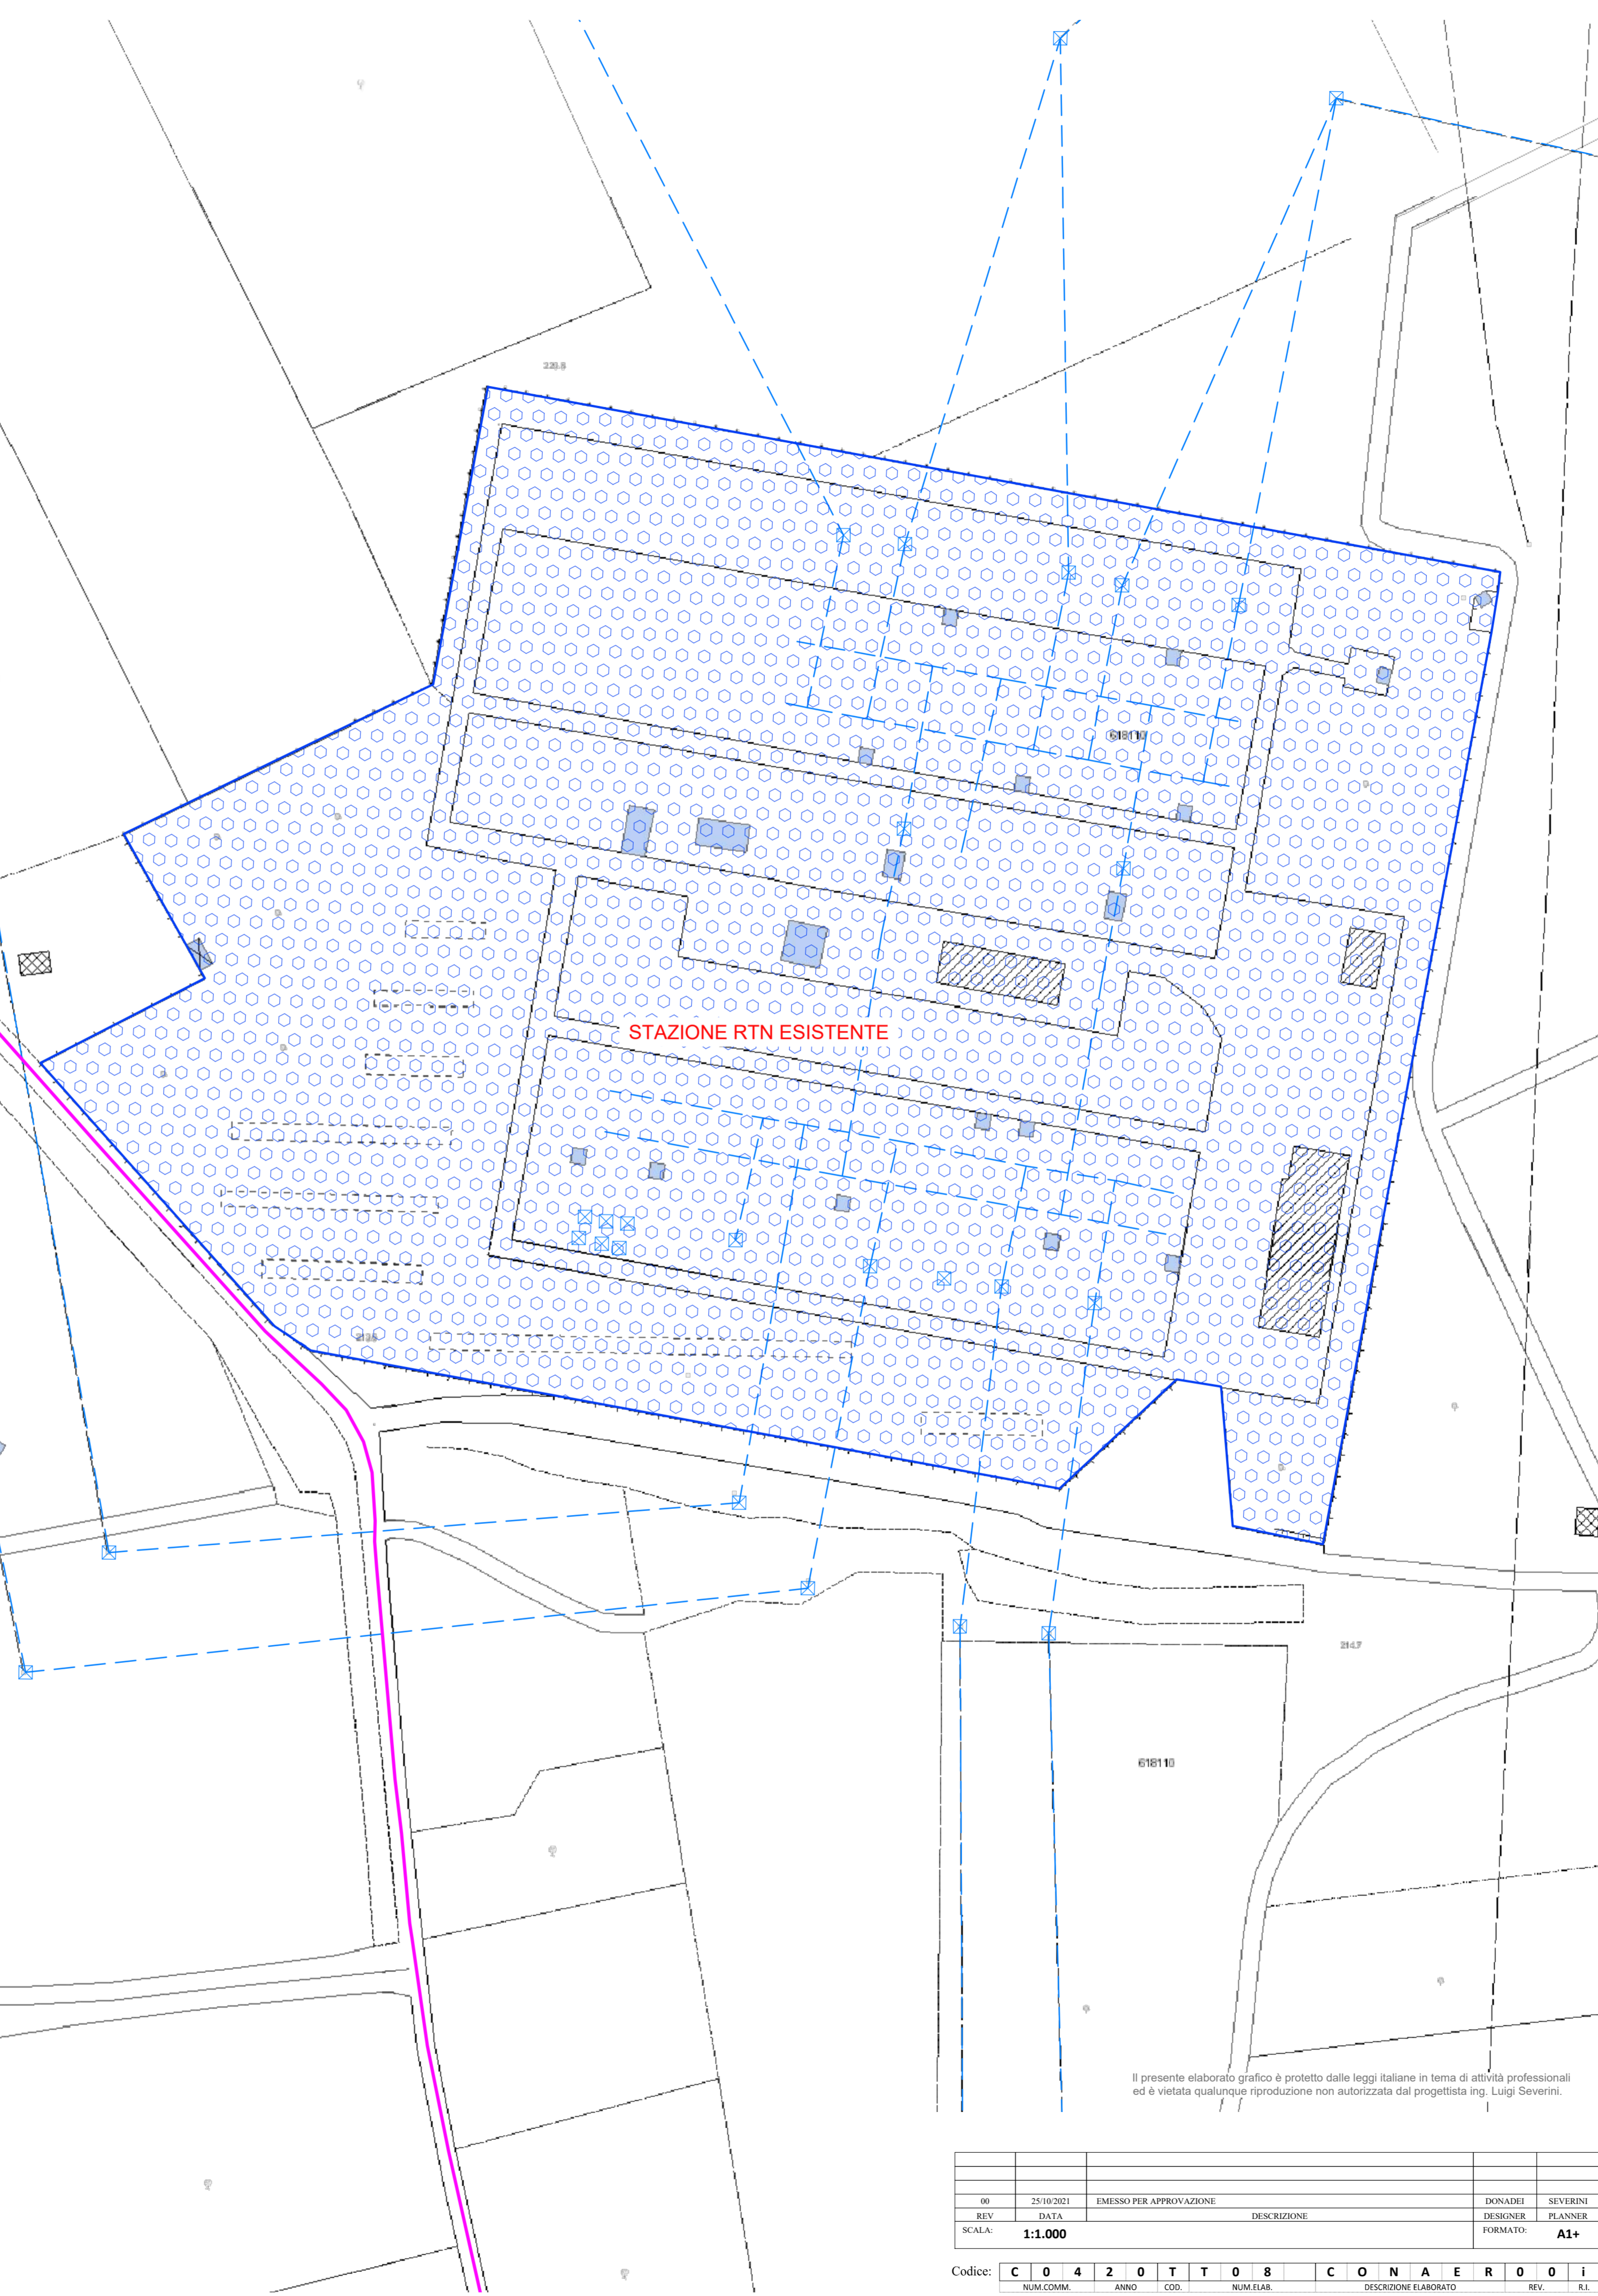 220.8
618110
STAZIONE RTN ESISTENTE
214.7
618110
Il presente elaborato grafico è protetto dalle leggi italiane in tema di attività professionali
ed è vietata qualunque riproduzione non autorizzata dal progettista ing. Luigi Severini.
00 25/10/2021 EMESSO PER APPROVAZIONE DONADEI SEVERINI
REV DATA DESCRIZIONE DESIGNER PLANNER
SCALA: 1:1.000 FORMATO: A1+
Codice: C 0 4 2 0 T T 0 8 C O N A E R 0 0 i
NUM.COMM. ANNO COD. NUM.ELAB. DESCRIZIONE ELABORATO REV. R.I.